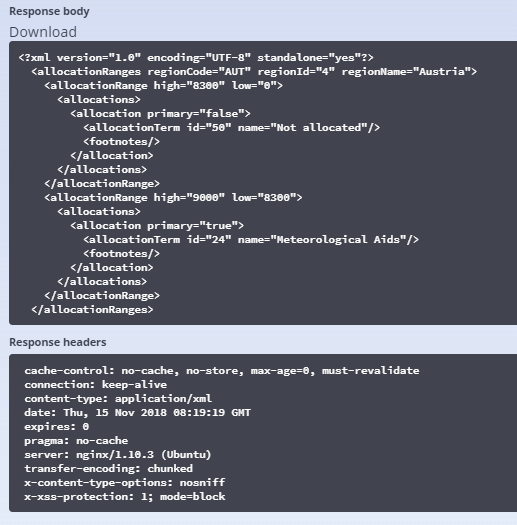 Response body
Download
<?xml version="1.0" encoding="UTF-8" standalone="yes"?>
<allocationRanges regionCode="AUT" regionId="4" regionName="Austria">
<allocationRange high="8300" low="0">
<allocations>
<allocation primary="false">
<allocationTerm id="50" name="Not allocated"/>
<footnotes/>
</allocation>
</allocations>
</allocationRange>
<allocationRange high="9000" low="8300">
<allocations>
<allocation primary="true">
<allocationTerm id="24" name="Meteorological Aids"/>
<footnotes/>
</allocation>
</allocations>
</allocationRange>
</allocationRanges>
Response headers
cache-control: no-cache, no-store, max-age=0, must-revalidate
connection: keep-alive
content-type: application/xml
date: Thu, 15 Nov 2018 08:19:19 GMT
expires: 0
pragma: no-cache
server: nginx/1.10.3 (Ubuntu)
transfer-encoding: chunked
x-content-type-options: nosniff
x-xss-protection: 1; mode=block